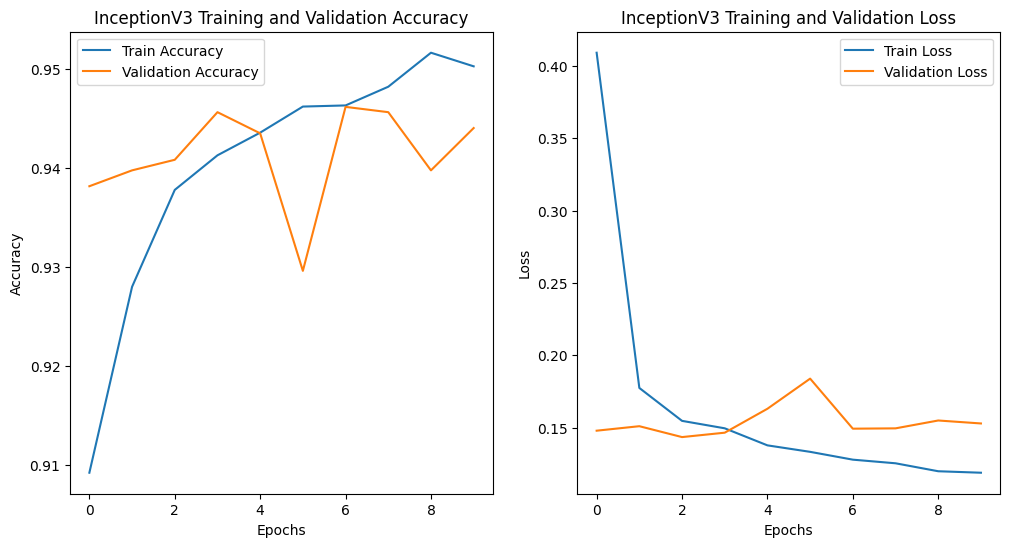 InceptionV3 Training and Validation Accuracy
Train Accuracy
Validation Accuracy
Accuracy
0.95
0.94
0.93
0.92
0.91
0
2
4
6
8
Epochs
InceptionV3 Training and Validation Loss
Train Loss
Validation Loss
Loss
0.40
0.35
0.30
0.25
0.20
0.15
0
2
4
6
8
Epochs